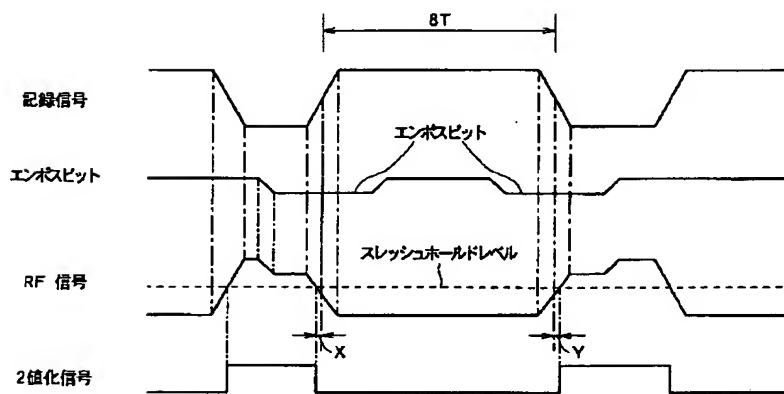 8T
記録信号
エンボスピット
エンボスピット
スレッシュホールドレベル
RF 信号
X
Y
2値化信号